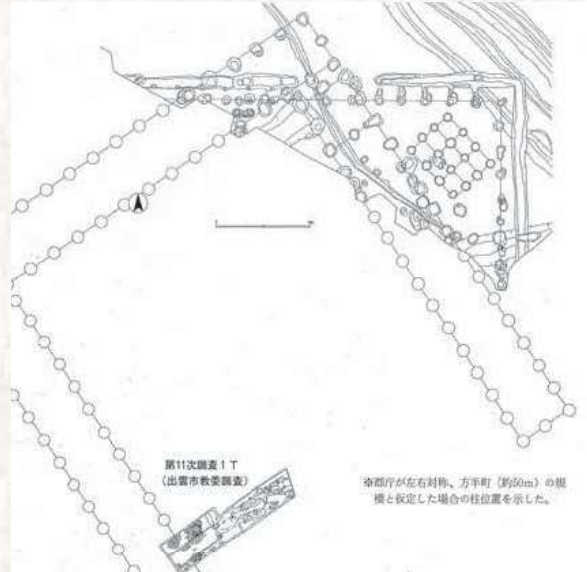 第11次調査1T
(出雲市教委調査)
※郡庁が左右対称、方半町（約50m）の規
模と仮定した場合の柱位置を示した。